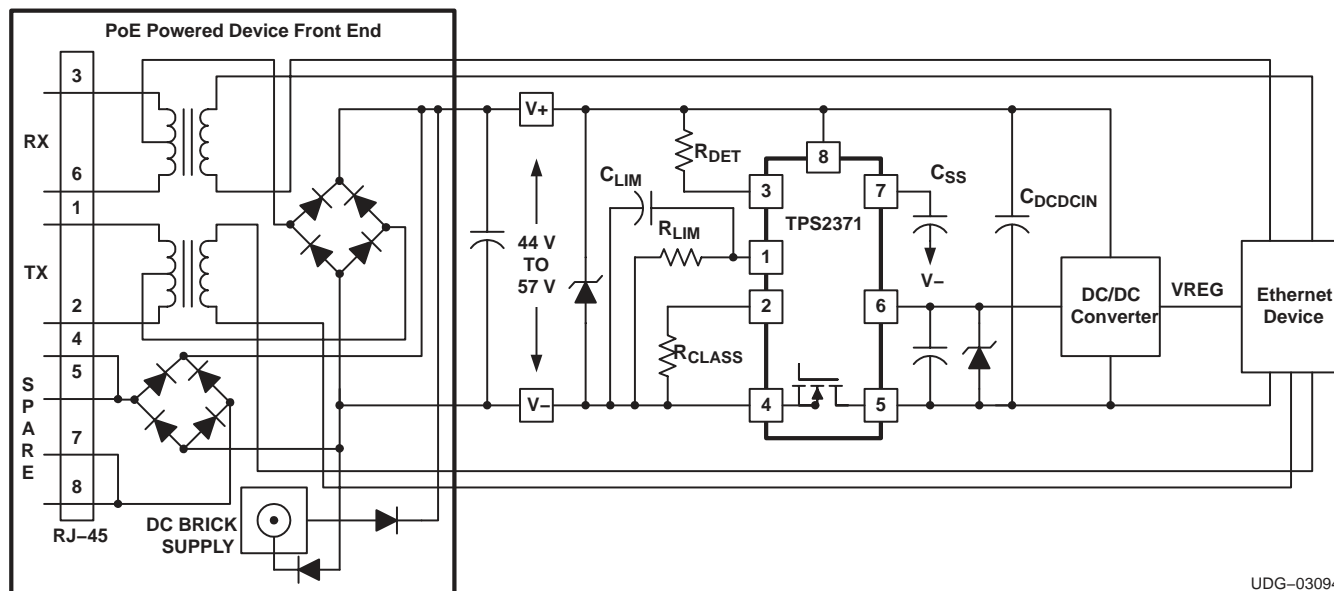 PoE Powered Device Front End
3
RX
6
1
TX
2
4
5
7
8
SPARE
RJ–45
DC BRICK
SUPPLY
V+
44 V
TO
57 V
V–
CLIM
RLIM
RDET
RCLASS
8
3
7
TPS2371
1
2
6
4
5
CSS
V–
CDCDCIN
DC/DC
Converter
VREG
Ethernet
Device
UDG–03094